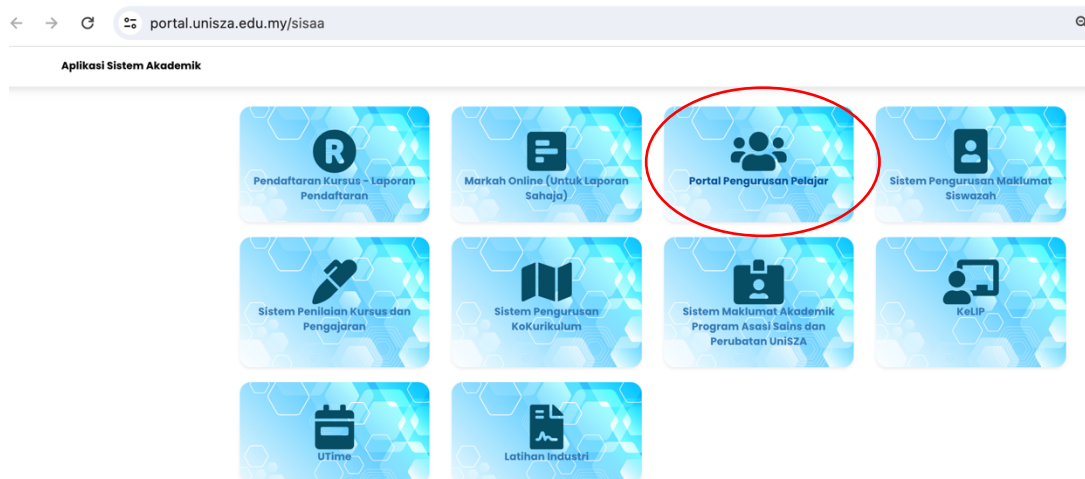 portal.unisza.edu.my/sisaa
Aplikasi Sistem Akademik
R
Pendaftaran Kursus - Laporan
Pendaftaran
Markah Online (Untuk Laporan
Sahaja)
Portal Pengurusan Pelajar
Sistem Pengurusan Maklumat
Siswazah
Sistem Penilaian Kursus dan
Pengajaran
Sistem Pengurusan
KoKurikulum
Sistem Maklumat Akademik
Program Asasi Sains dan
Perubatan UniSZA
KeLIP
UTime
Latihan Industri